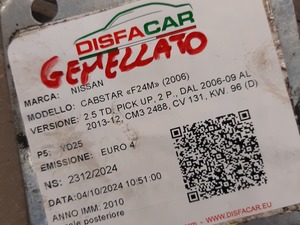 DISFACAR
GEMELLATO
MARCA: NISSAN
MODELLO: CABSTAR «F24M» (2006)
VERSIONE: 2.5 TD, PICK UP, 2 P., DAL 2006-09 AL
2013-12, CM3 2488, CV 131, KW. 96 (D)
P5: YD25
EMISSIONE: EURO 4
NS: 2312/2024
DATA: 04/10/2024 10:51:00
ANNO IMM: 2010
posteriore
WWW.DISFACAR.EU